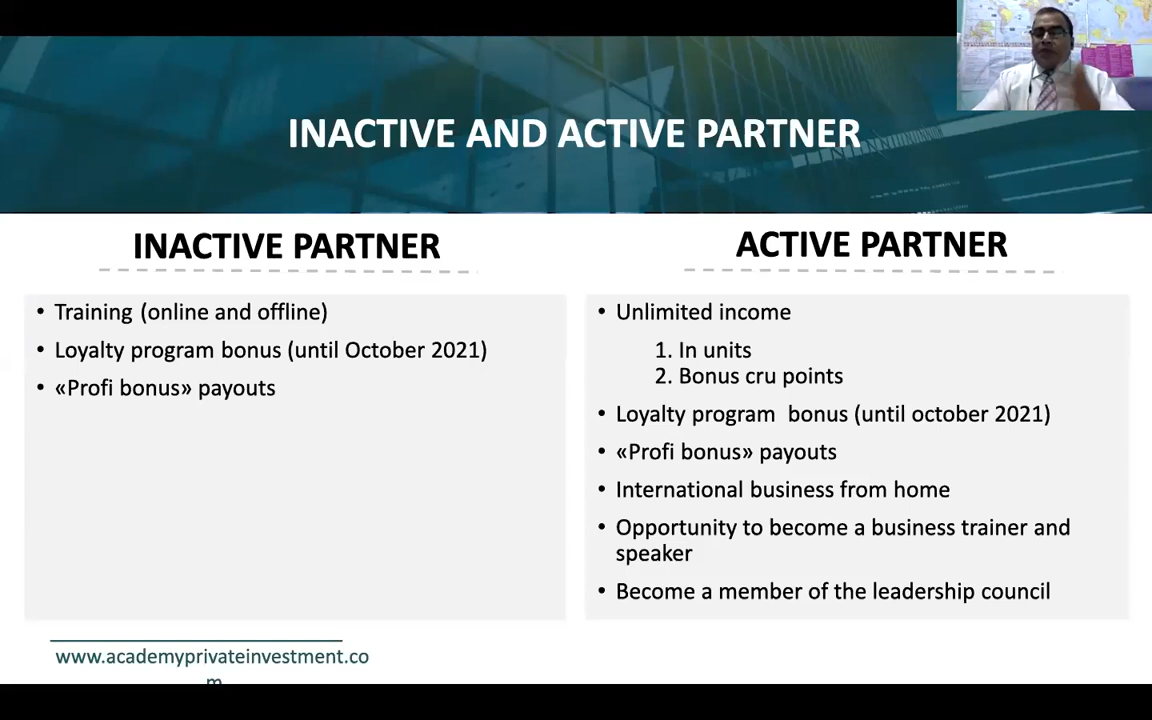 INACTIVE AND ACTIVE PARTNER
INACTIVE PARTNER
• Training (online and offline)
• Loyalty program bonus (until October 2021)
• «Profi bonus» payouts
ACTIVE PARTNER
• Unlimited income
1. In units
2. Bonus cru points
• Loyalty program bonus (until october 2021)
• «Profi bonus» payouts
• International business from home
• Opportunity to become a business trainer and
speaker
• Become a member of the leadership council
www.academyprivateinvestment.co
m